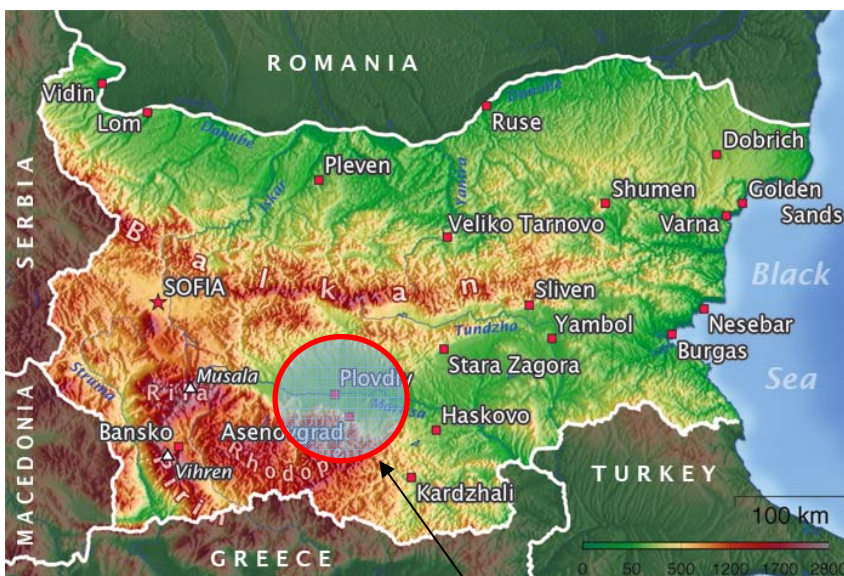 ROMANIA
Vidin
Lom
Danube
Danube
Ruse
Dobrich
Pleven
Iskar
Yantra
Shumen
Golden
Sands
Varna
Veliko Tarnovo
SERBIA
Balkan
SOFIA
Sliven
Black
Tundzha
Yambol
Nesebar
Burgas
Stara Zagora
Sea
Struma
Musala
Rila
Plovdiv
Maritsa
Haskovo
Bansko
Asenovgrad
Vihren
Rhodope
Pirin
Kardzhali
MACEDONIA
TURKEY
GREECE
100 km
0 50 500 1200 1700 2800